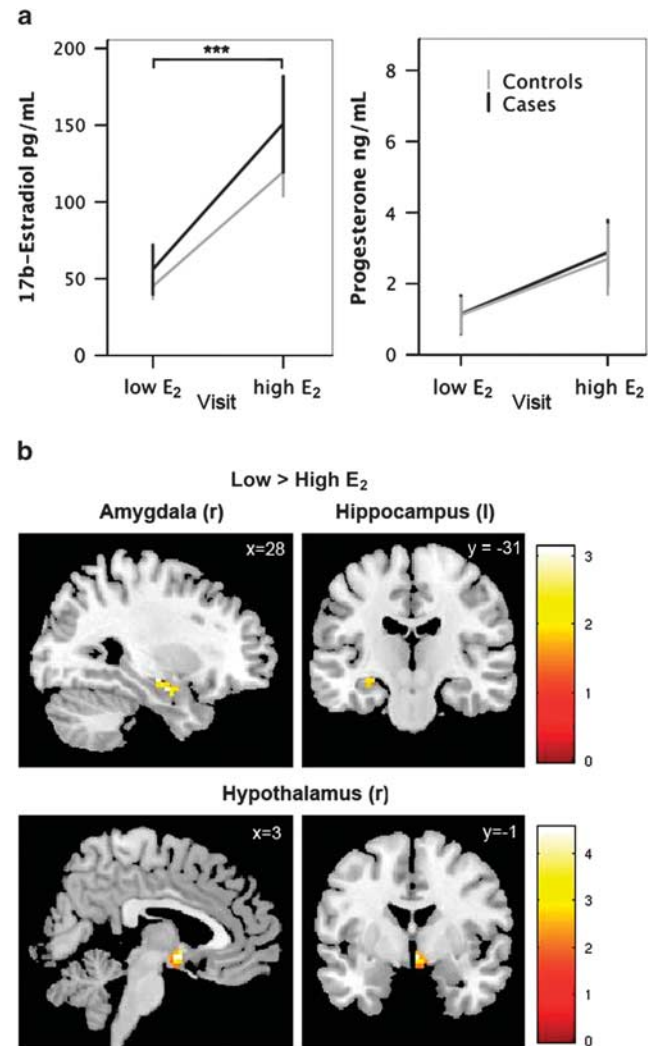 a
200
150
100
50
0
17b-Estradiol pg/mL
***
low E₂
high E₂
Visit
8
6
4
2
0
Progesterone ng/mL
Controls
Cases
low E₂
high E₂
Visit
b
Low > High E₂
Amygdala (r)
Hippocampus (l)
x=28
y = -31
3
2
1
0
Hypothalamus (r)
x=3
y=-1
4
3
2
1
0